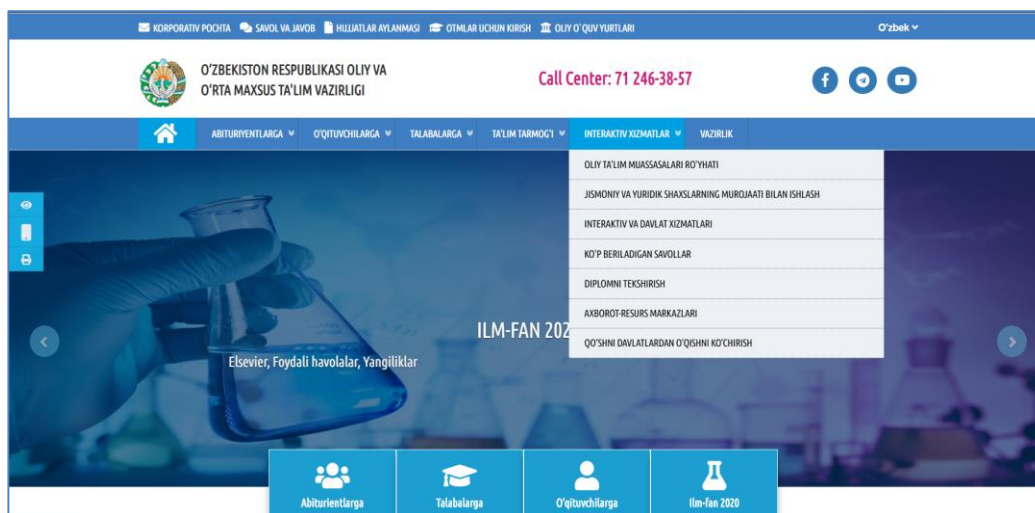 KORPORATIV POCHTA SAVOL VA JAVOB HUJJATLAR AYLANMASI OTMLAR UCHUN KIRISH OLIY O`QUV YURTLARI O'zbek
O'ZBEKISTON RESPUBLIKASI OLIY VA
O'RTA MAXSUS TA'LIM VAZIRLIGI
Call Center: 71 246-38-57
ABITURIYENTLARGA O'QITUVCHILARGA TALABALARGA TA'LIM TARMOG'I INTERAKTIV XIZMATLAR VAZIRLIK
OLIY TA'LIM MUASSASALARI RO'YHATI
JISMONIY VA YURIDIK SHAXSLARNING MUROJAATI BILAN ISHLASH
INTERAKTIV VA DAVLAT XIZMATLARI
KO'P BERILADIGAN SAVOLLAR
DIPLOMNI TEKSHIRISH
AXBOROT-RESURS MARKAZLARI
QO'SHNI DAVLATLARDAN O'QISHNI KO'CHIRISH
ILM-FAN 202
Elsevier, Foydali havolalar, Yangiliklar
Abiturientlarga Talabalarga O'qituvchilarga Ilm-fan 2020